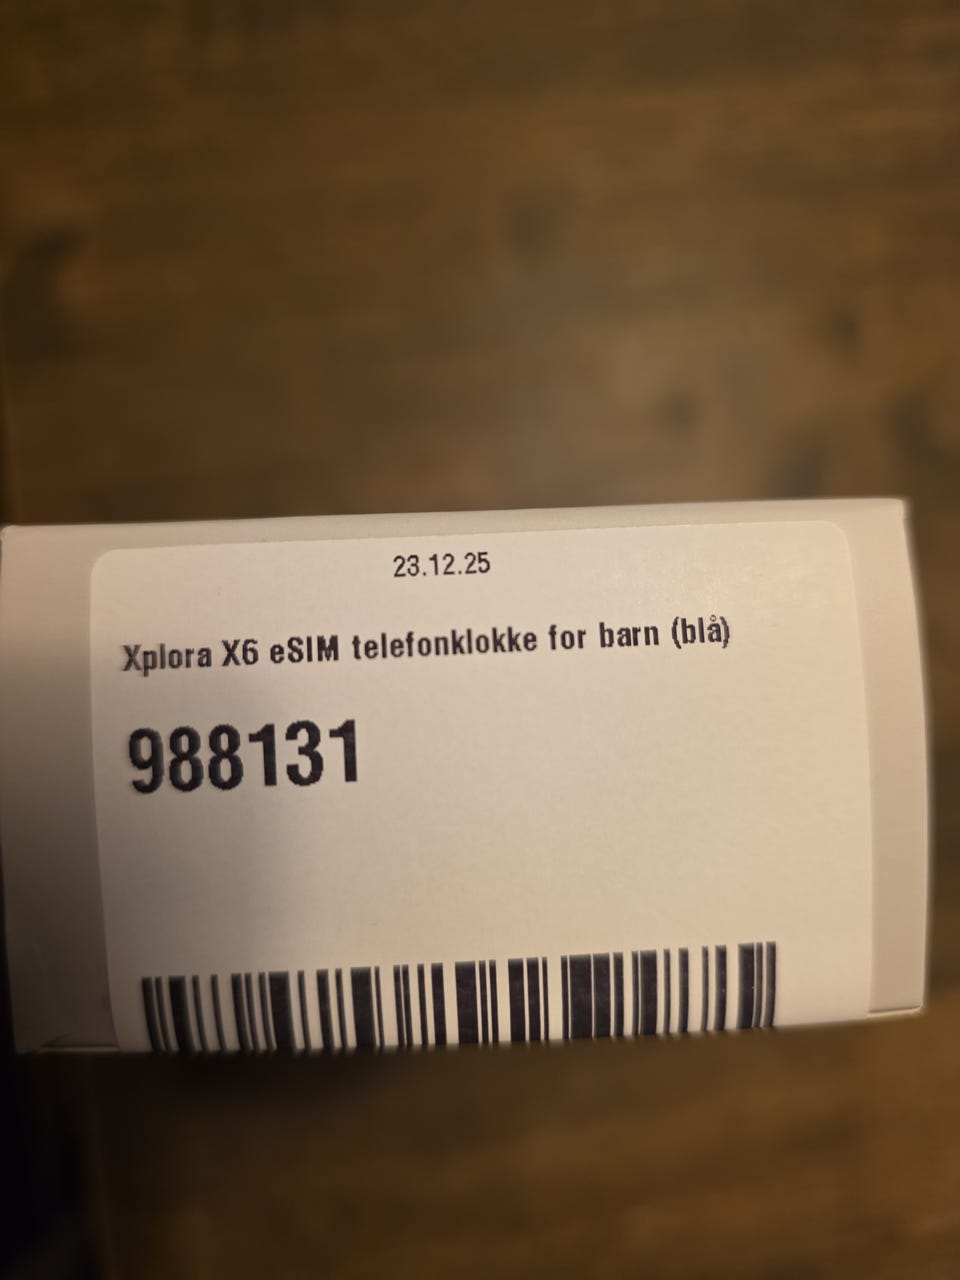 23.12.25
Xplora X6 eSIM telefonklokke for barn (blå)
988131